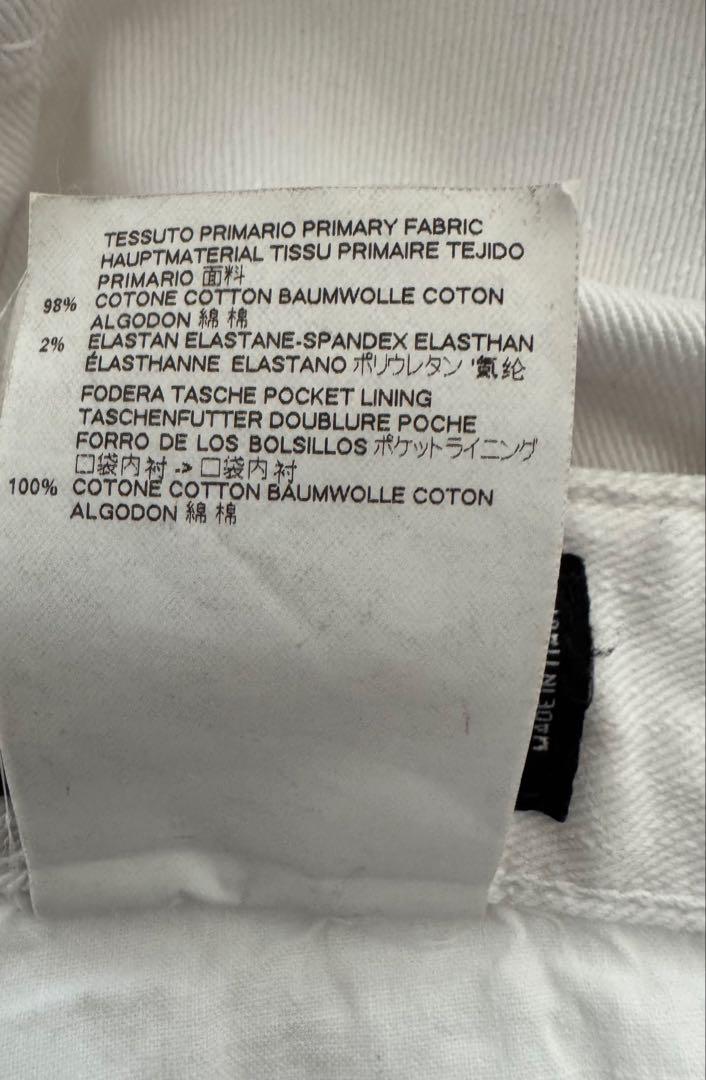 TESSUTO PRIMARIO PRIMARY FABRIC
HAUPTMATERIAL TISSU PRIMAIRE TEJIDO
PRIMARIO 面料
98% COTONE COTTON BAUMWOLLE COTON
ALGODON 綿 棉
2% ELASTAN ELASTANE-SPANDEX ELASTHAN
ÉLASTHANNE ELASTANO ポリウレタン '氨纶
FODERA TASCHE POCKET LINING
TASCHENFUTTER DOUBLURE POCHE
FORRO DE LOS BOLSILLOS ポケットライニング
口袋内衬 -> 口袋内衬
100% COTONE COTTON BAUMWOLLE COTON
ALGODON 綿 棉
MADE IN ITALY